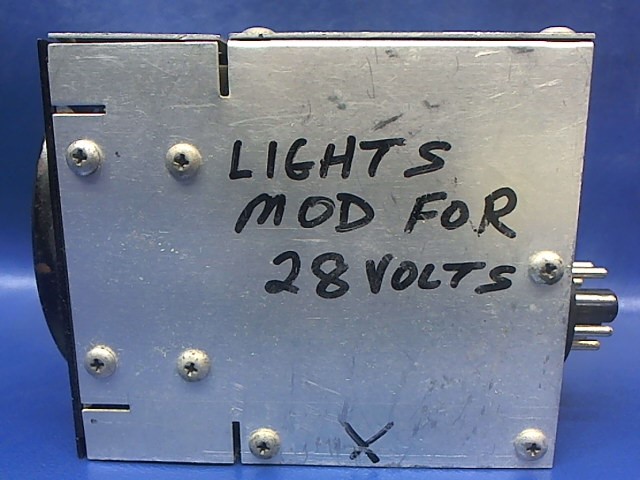 LIGHTS
MOD FOR
28 VOLTS
X